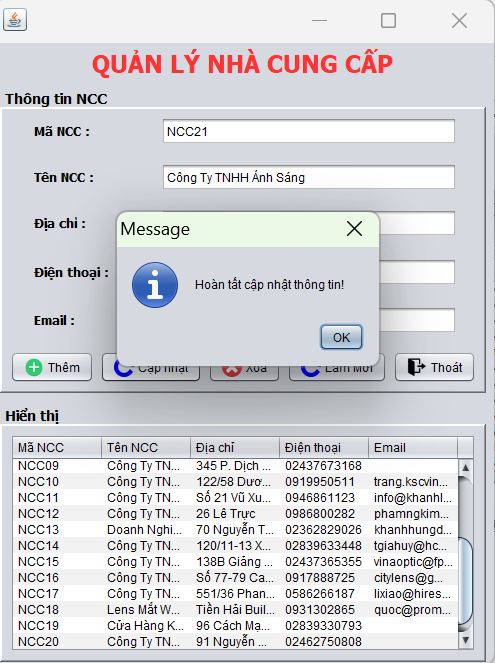 QUẢN LÝ NHÀ CUNG CẤP
Thông tin NCC
Mã NCC : NCC21
Tên NCC : Công Ty TNHH Ánh Sáng
Địa chỉ :
Message
Hoàn tất cập nhật thông tin!
Điện thoại :
Email :
OK
Thêm Cập nhật Xóa Làm Mới Thoát
Hiển thị
Mã NCC Tên NCC Địa chỉ Điện thoại Email
NCC09 Công Ty TN... 345 P. Dịch ... 02437673168
NCC10 Công Ty TN... 122/58 Dươ... 0919950511 trang.kscvin...
NCC11 Công Ty TN... Số 21 Vũ Xu... 0946861123 info@khanhl...
NCC12 Công Ty TN... 26 Lê Trực 0986800282 phamngkim...
NCC13 Doanh Nghi... 70 Nguyễn T... 02362829026 khanhhungd...
NCC14 Công Ty TN... 120/11-13 X... 02839633448 tgiahuy@hc...
NCC15 Công Ty TN... 138B Giảng ... 02437365355 vinaoptic@fp...
NCC16 Công Ty TN... Số 77-79 Ca... 0917888725 citylens@g...
NCC17 Công Ty TN... 551/36 Phan... 0586266187 lixiao@hires...
NCC18 Lens Mắt W... Tiền Hải Buil... 0931302865 quoc@prom...
NCC19 Cửa Hàng K... 96 Cách Mạ... 02839330793
NCC20 Công Ty TN... 91 Nguyễn ... 02462750808